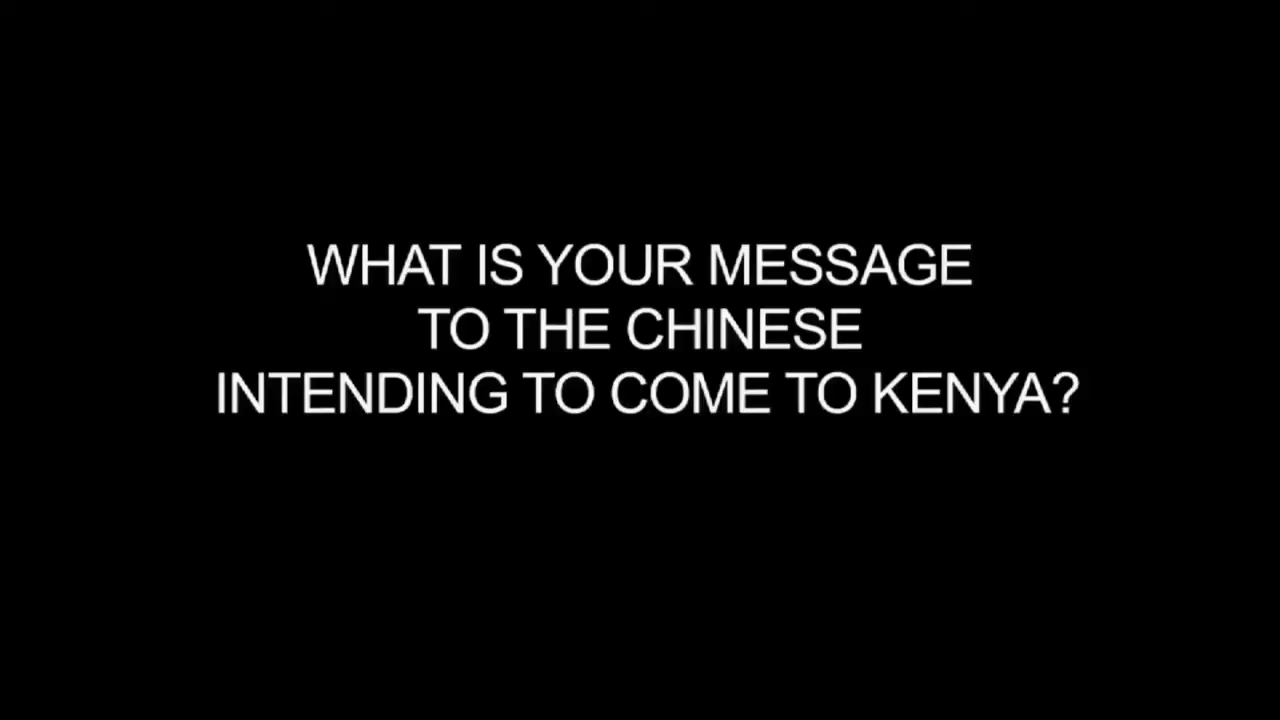 WHAT IS YOUR MESSAGE
TO THE CHINESE
INTENDING TO COME TO KENYA?